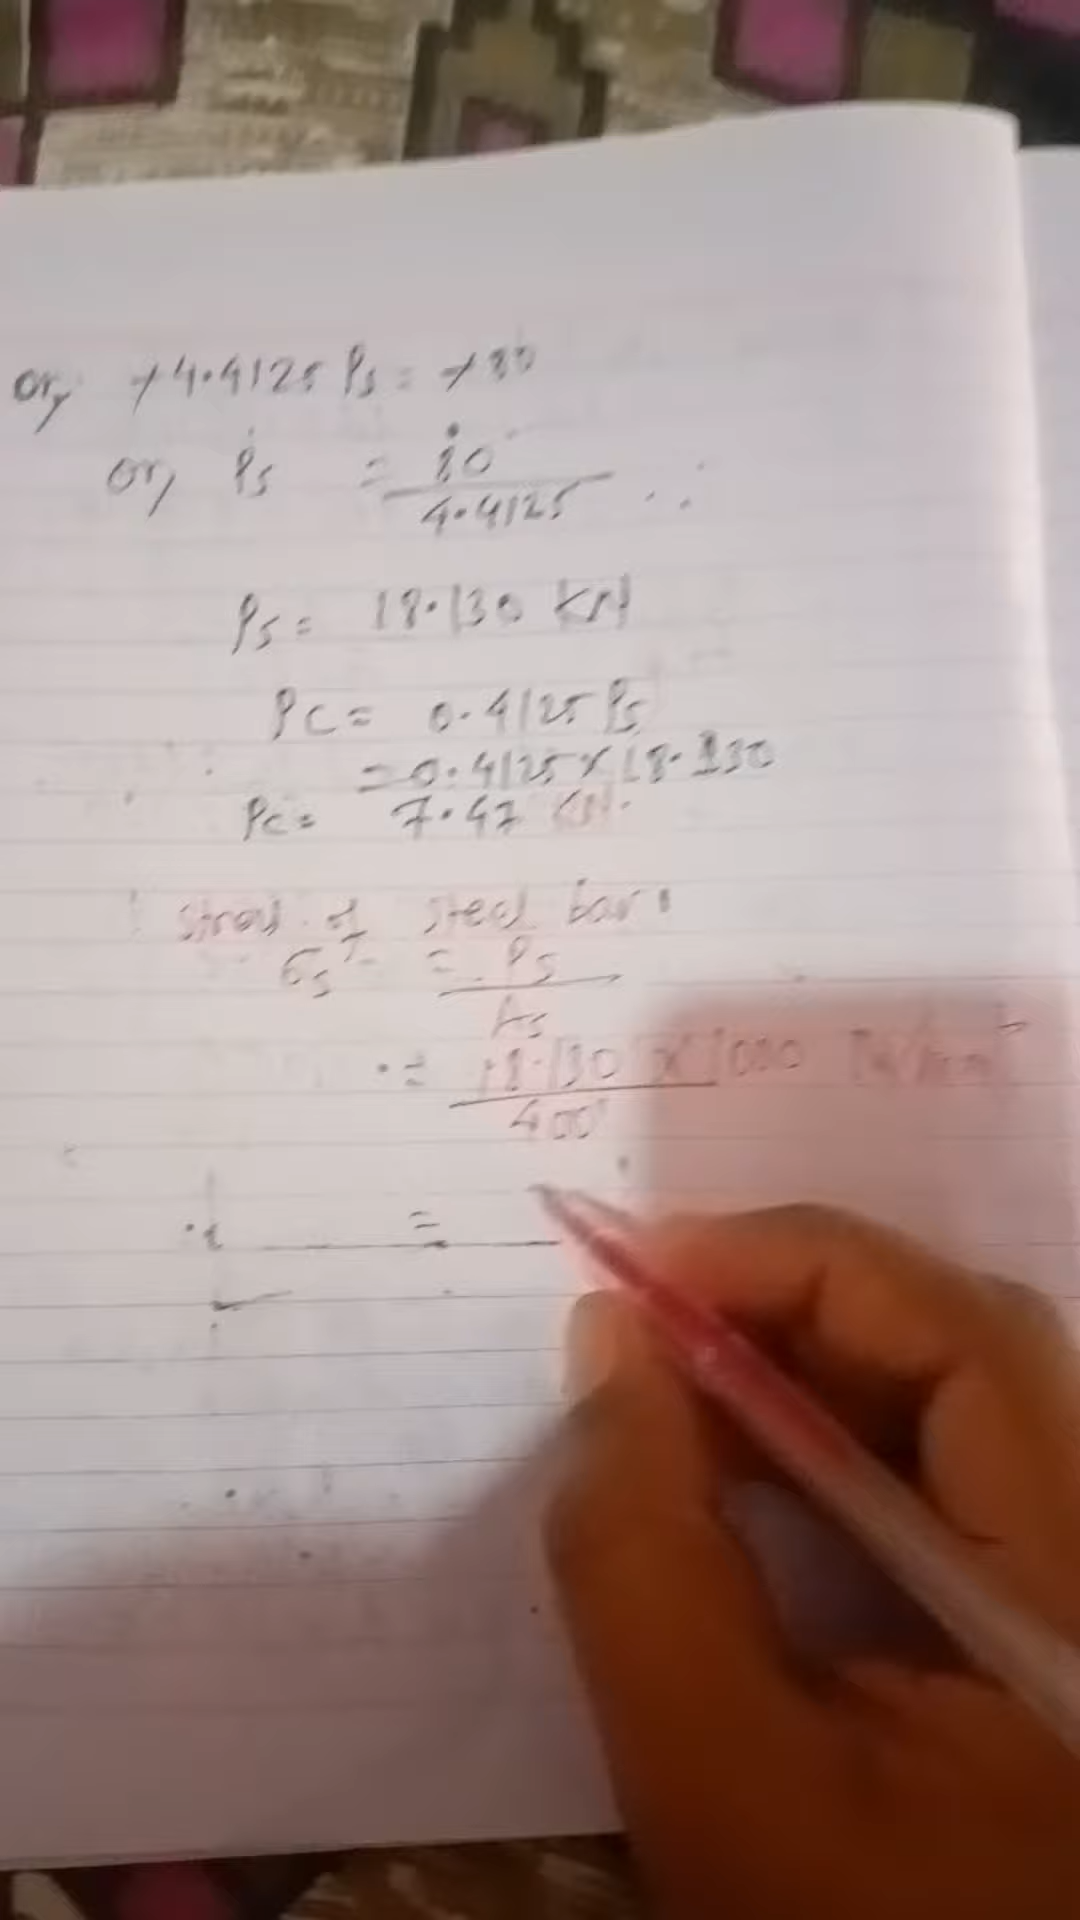 or, -4.4125 Ps = -80
or, Ps = 80
4.4125
Ps = 18.130 KN
Pc = 0.4125 Ps
= 0.4125 x 18.130
Pc = 7.47 KN.
stress of steel bar
σs = Ps
As
= 18.130 x 1000 N/mm²
400
=